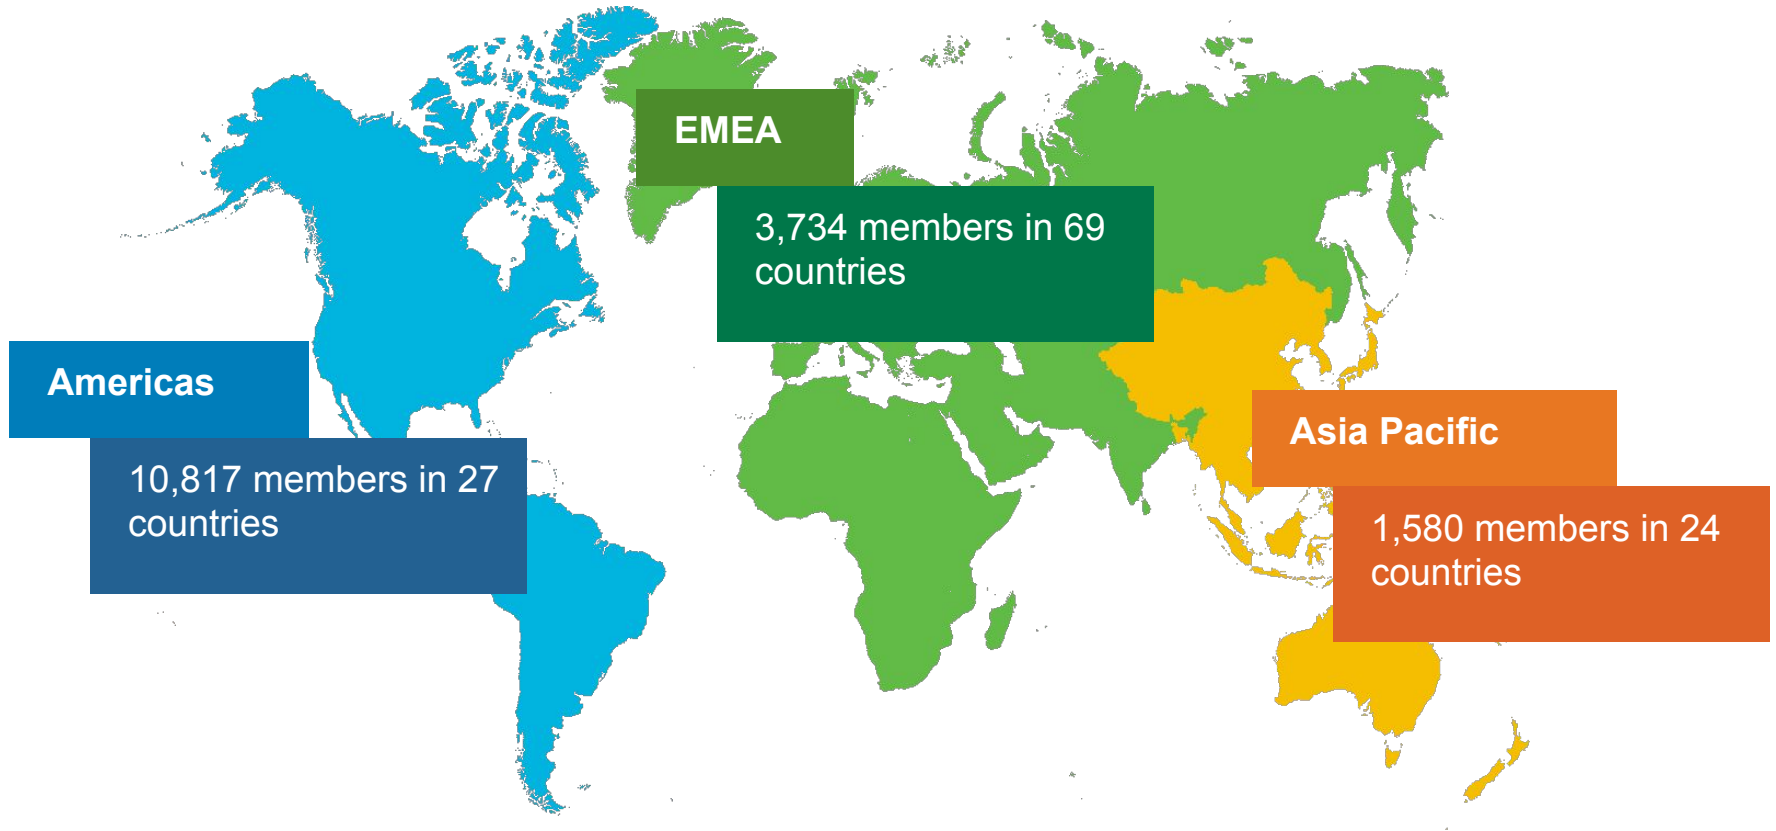 EMEA
3,734 members in 69
countries
Americas
10,817 members in 27
countries
Asia Pacific
1,580 members in 24
countries